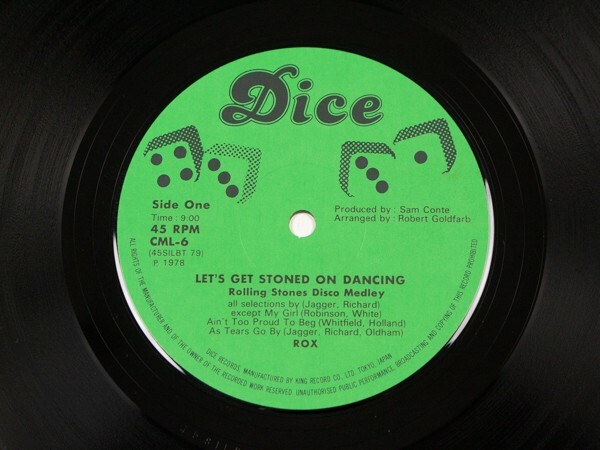 Dice
Side One
Time: 9:00
45 RPM
CML-6
(45SILBT 79)
P 1978
Produced by: Sam Conte
Arranged by: Robert Goldfarb
LET'S GET STONED ON DANCING
Rolling Stones Disco Medley
all selections by (Jagger, Richard)
except My Girl (Robinson, White)
Ain't Too Proud To Beg (Whitfield, Holland)
As Tears Go By (Jagger, Richard, Oldham)
ROX
DICE RECORDS, MANUFACTURED BY KING RECORD CO., LTD. TOKYO, JAPAN
ALL RIGHTS OF THE MANUFACTURER AND OF THE OWNER OF THE RECORDED WORK RESERVED. UNAUTHORISED PUBLIC PERFORMANCE, BROADCASTING AND COPYING OF THIS RECORD PROHIBITED